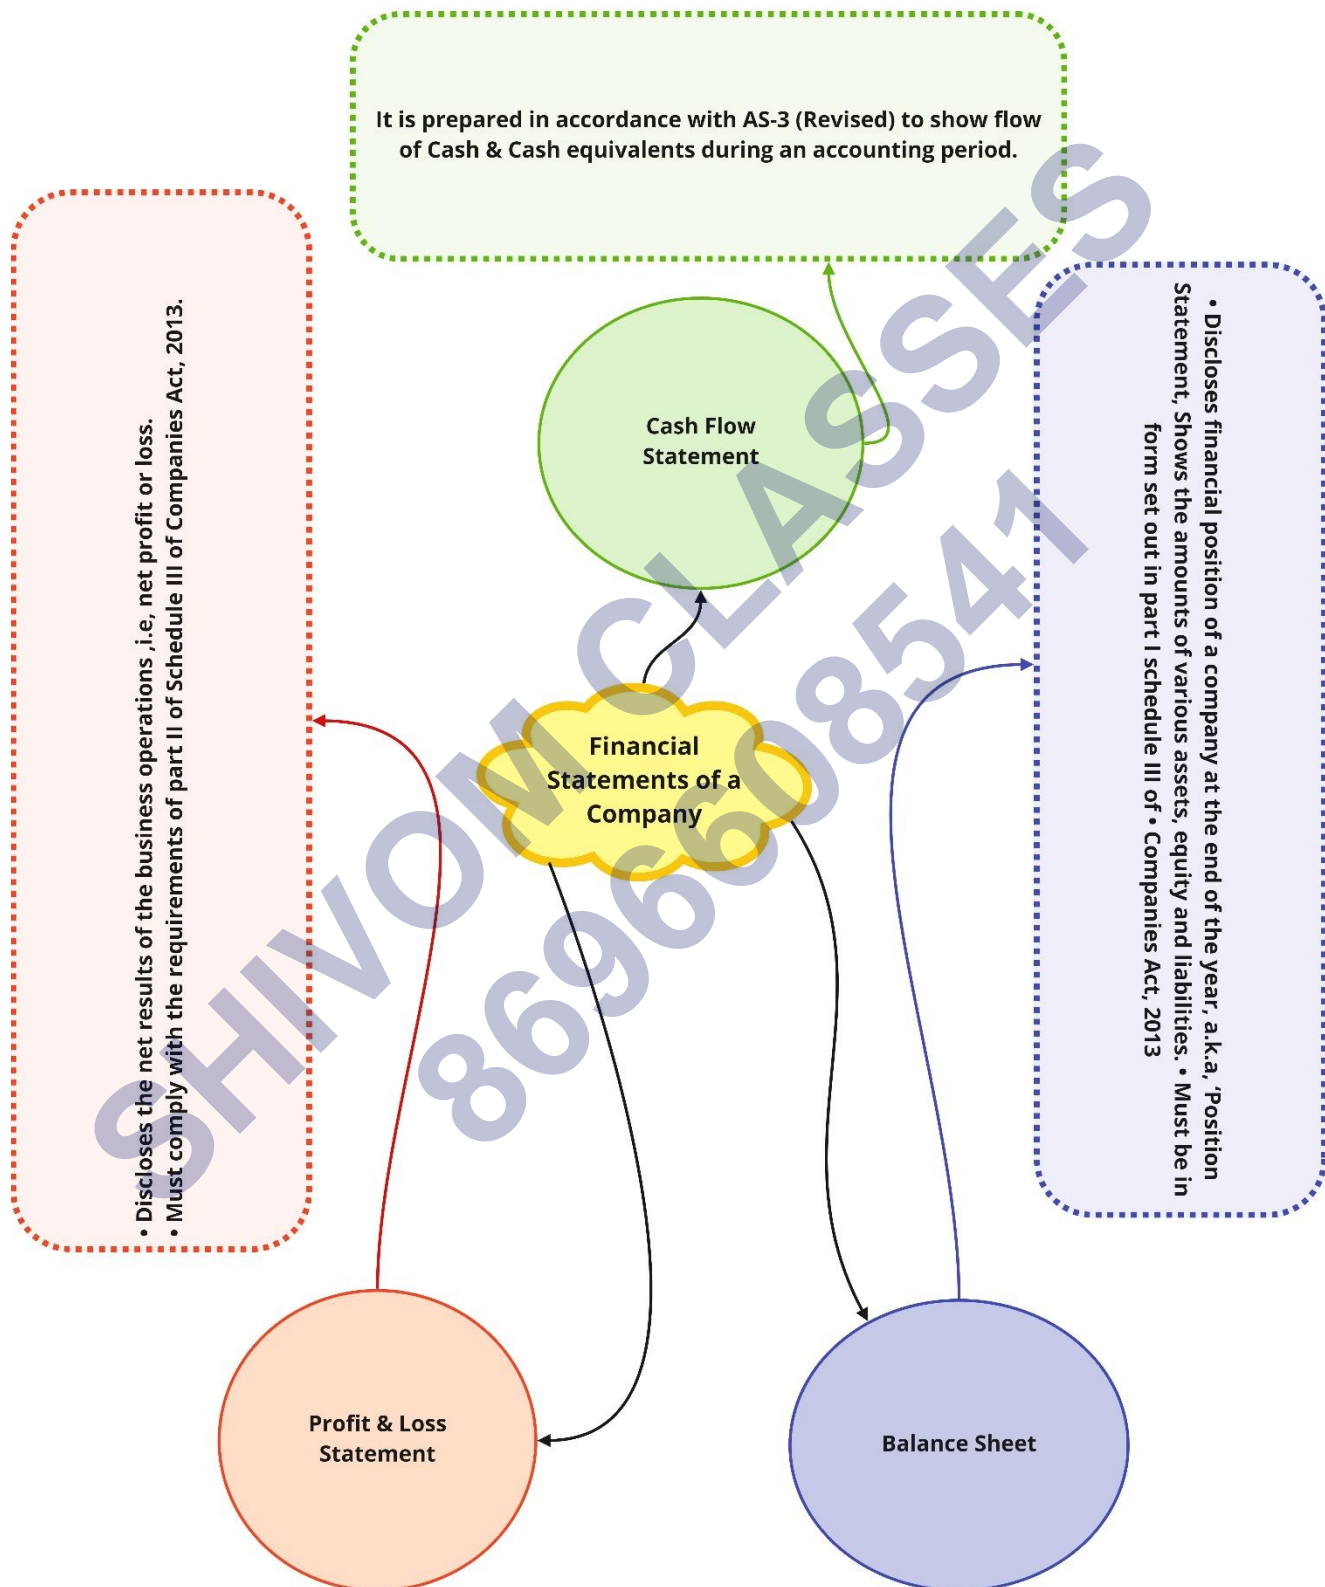 It is prepared in accordance with AS-3 (Revised) to show flow
of Cash & Cash equivalents during an accounting period.
Cash Flow
Statement
Financial
Statements of a
Company
• Discloses the net results of the business operations ,i.e, net profit or loss.
• Must comply with the requirements of part II of Schedule III of Companies Act, 2013.
• Discloses financial position of a company at the end of the year, a.k.a, ‘Position
Statement, Shows the amounts of various assets, equity and liabilities. • Must be in
form set out in part I schedule III of • Companies Act, 2013
Profit & Loss
Statement
Balance Sheet
SHIVOM CLASSES
8696608541